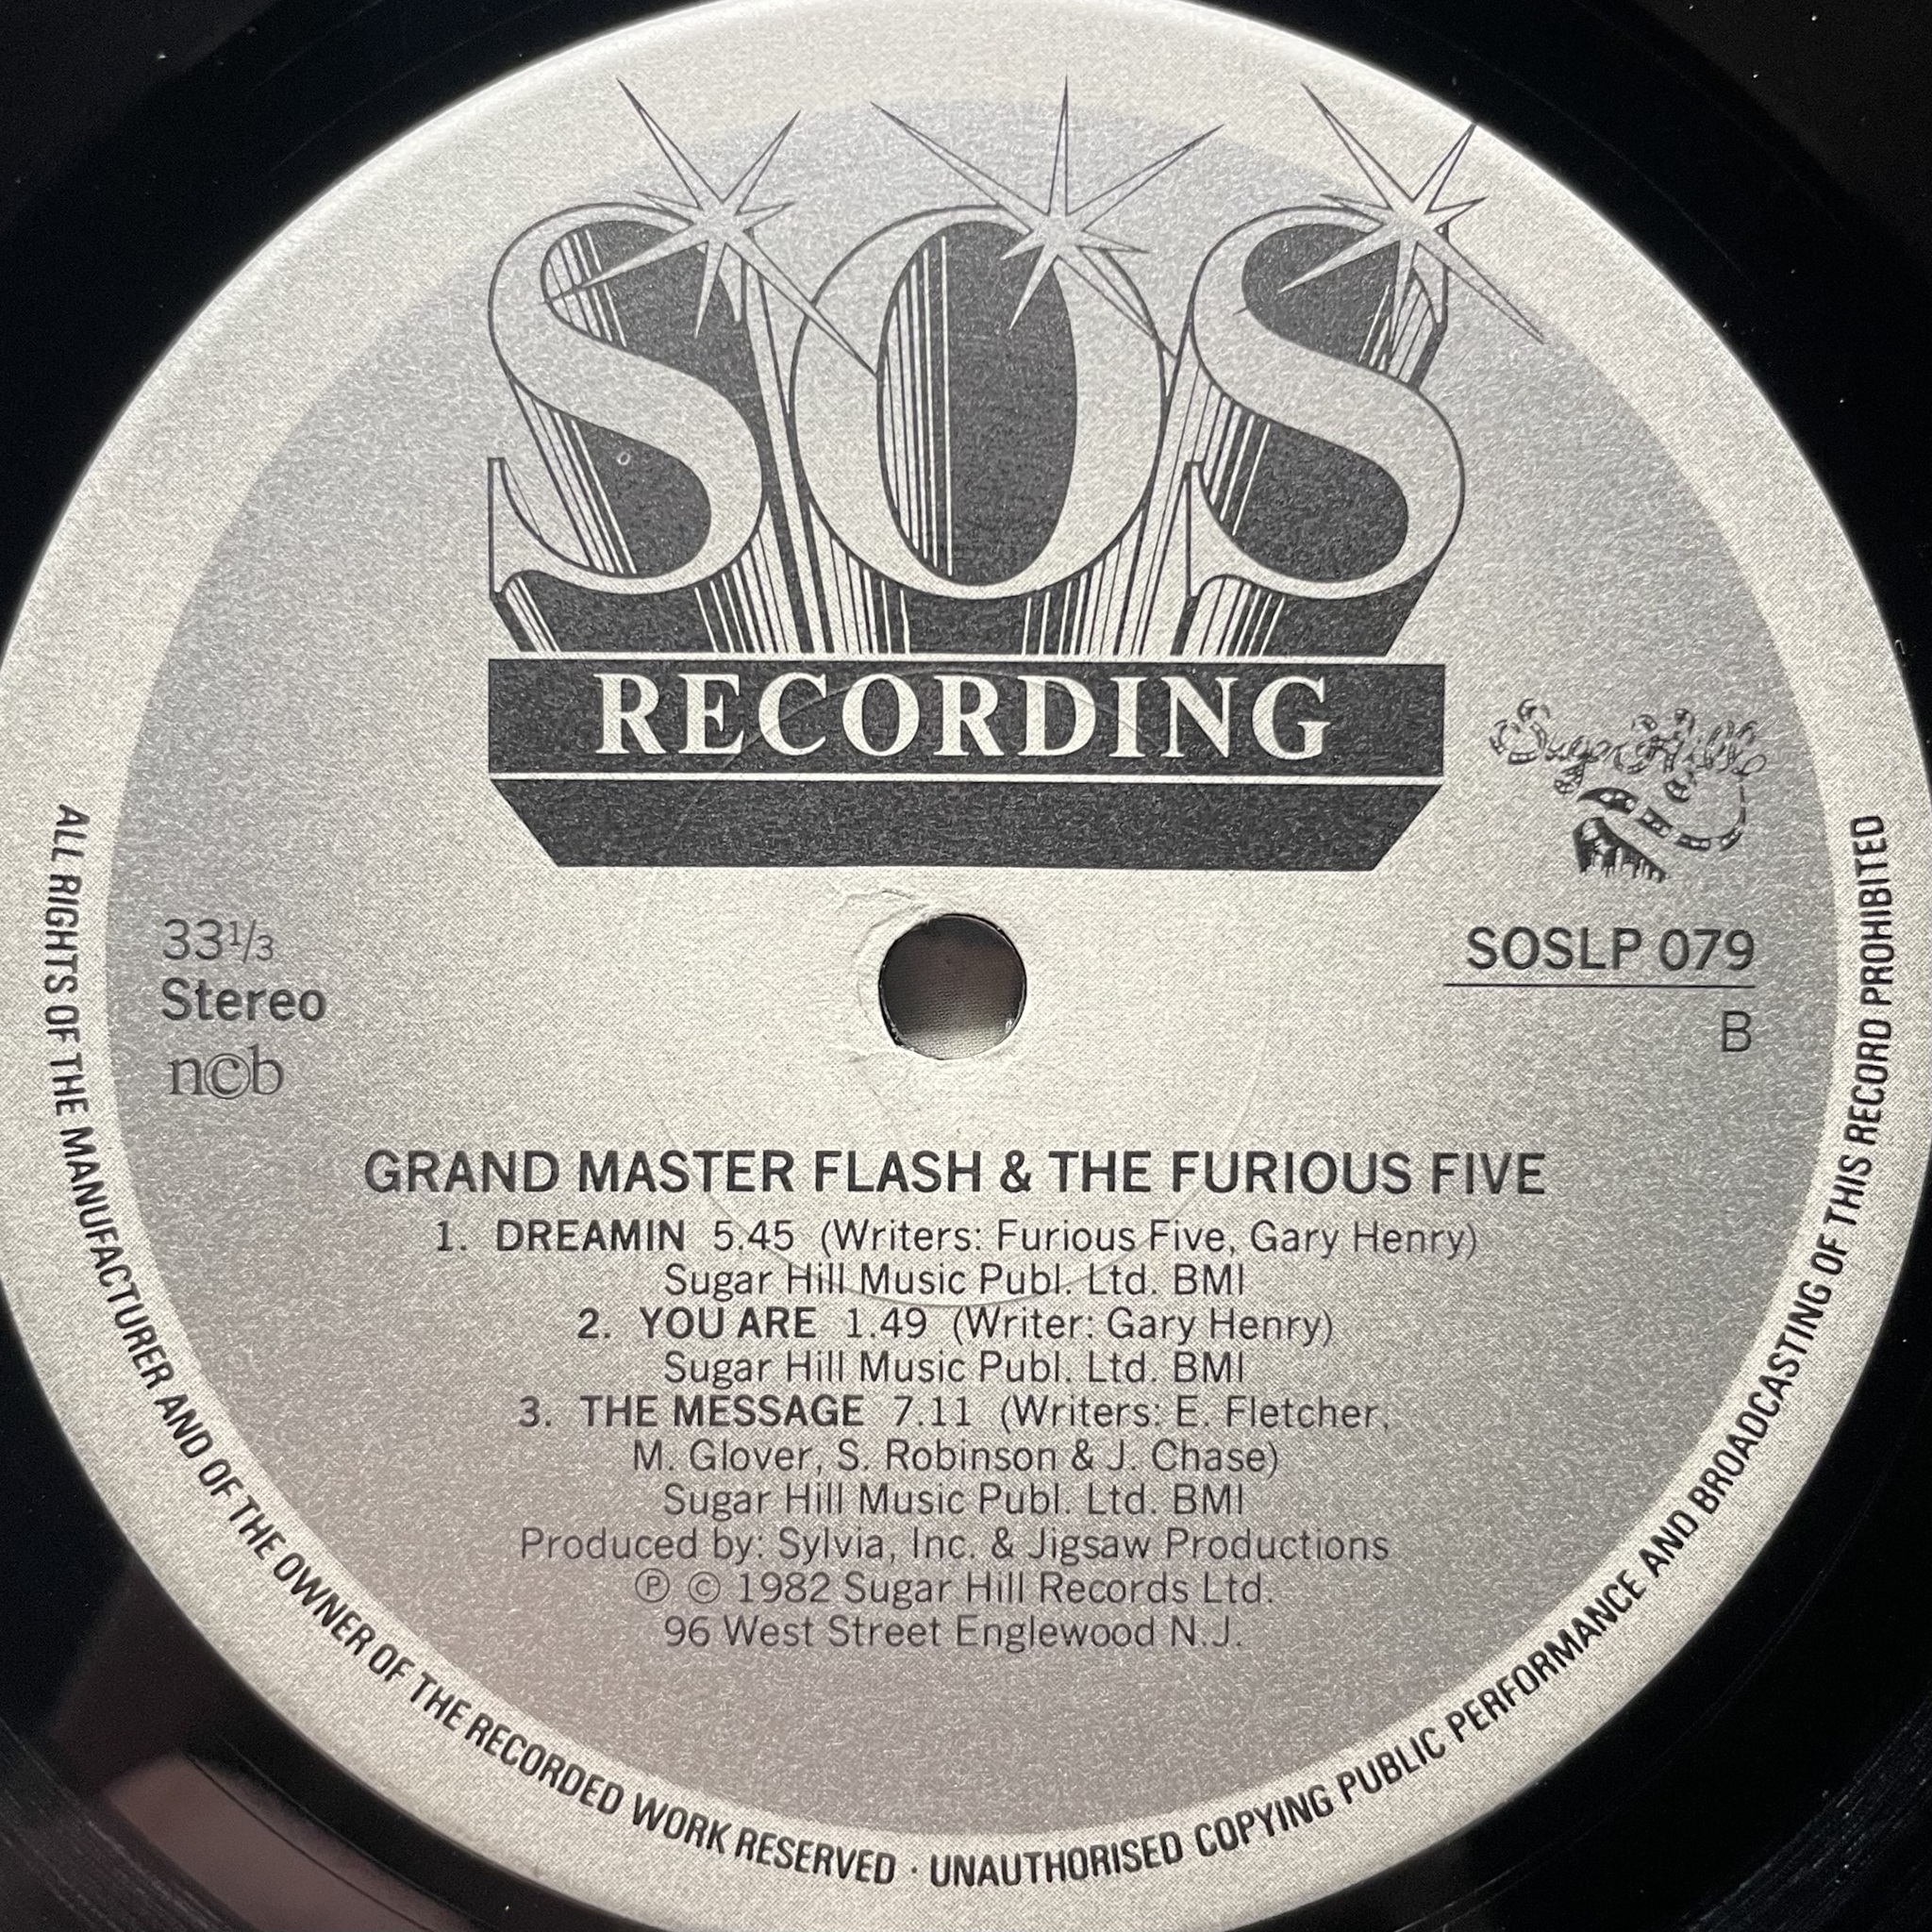 SOS
RECORDING
Sugar Hill
33¹/₃
Stereo
n©b
SOSLP 079
B
GRAND MASTER FLASH & THE FURIOUS FIVE
1. DREAMIN 5.45 (Writers: Furious Five, Gary Henry)
Sugar Hill Music Publ. Ltd. BMI
2. YOU ARE 1.49 (Writer: Gary Henry)
Sugar Hill Music Publ. Ltd. BMI
3. THE MESSAGE 7.11 (Writers: E. Fletcher,
M. Glover, S. Robinson & J. Chase)
Sugar Hill Music Publ. Ltd. BMI
Produced by: Sylvia, Inc. & Jigsaw Productions
℗ © 1982 Sugar Hill Records Ltd.
96 West Street Englewood N.J.
ALL RIGHTS OF THE MANUFACTURER AND OF THE OWNER OF THE RECORDED WORK RESERVED · UNAUTHORISED COPYING PUBLIC PERFORMANCE AND BROADCASTING OF THIS RECORD PROHIBITED